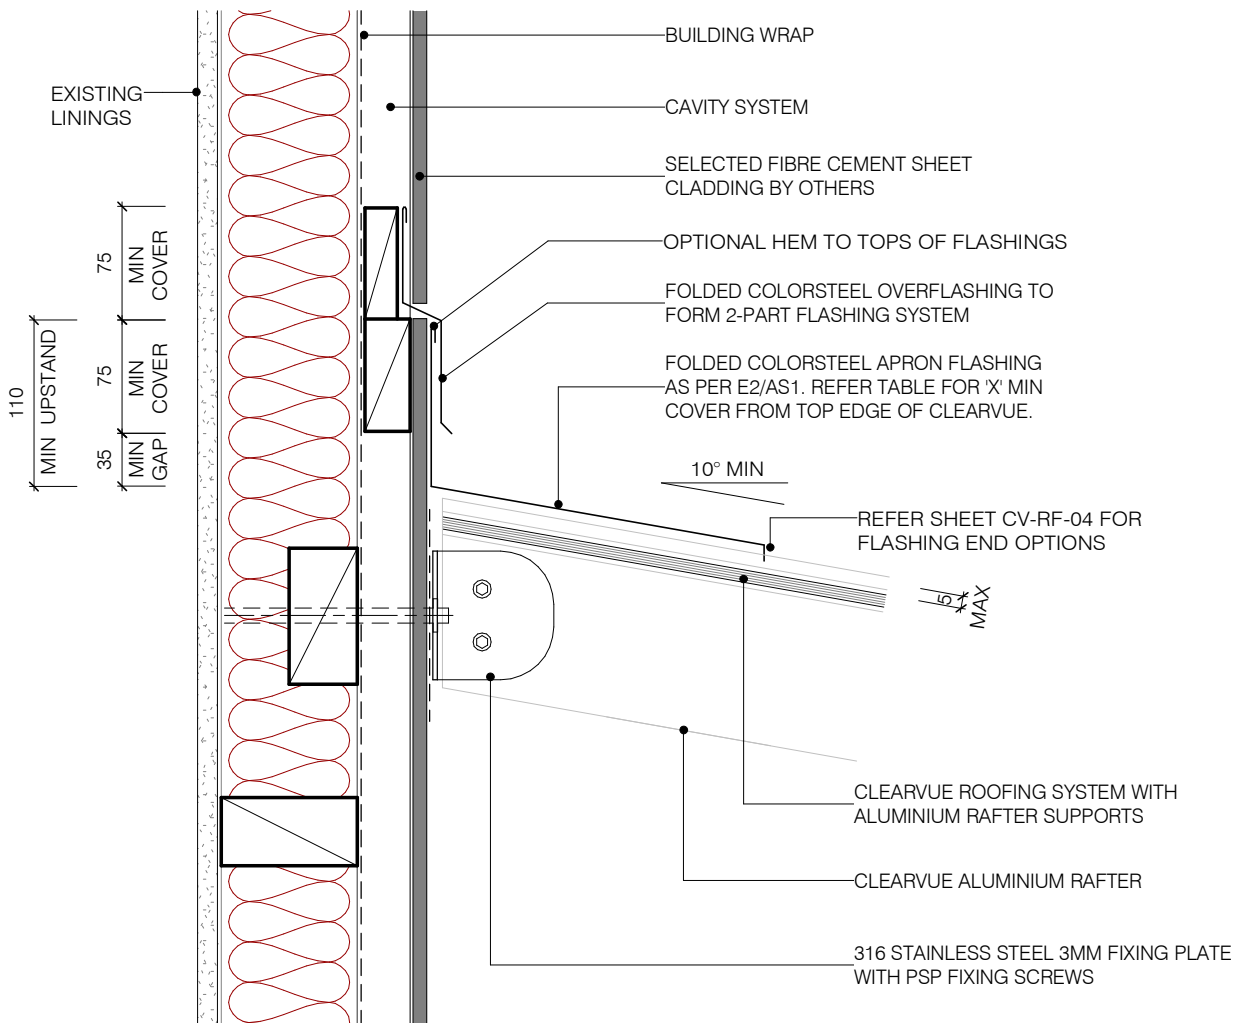 BUILDING WRAP
EXISTING
LININGS
CAVITY SYSTEM
SELECTED FIBRE CEMENT SHEET
CLADDING BY OTHERS
OPTIONAL HEM TO TOPS OF FLASHINGS
75
MIN
COVER
FOLDED COLORSTEEL OVERFLASHING TO
FORM 2-PART FLASHING SYSTEM
110
MIN UPSTAND
75
MIN
COVER
FOLDED COLORSTEEL APRON FLASHING
AS PER E2/AS1. REFER TABLE FOR 'X' MIN
COVER FROM TOP EDGE OF CLEARVUE.
35
MIN
GAP
10° MIN
REFER SHEET CV-RF-04 FOR
FLASHING END OPTIONS
5
MAX
CLEARVUE ROOFING SYSTEM WITH
ALUMINIUM RAFTER SUPPORTS
CLEARVUE ALUMINIUM RAFTER
316 STAINLESS STEEL 3MM FIXING PLATE
WITH PSP FIXING SCREWS